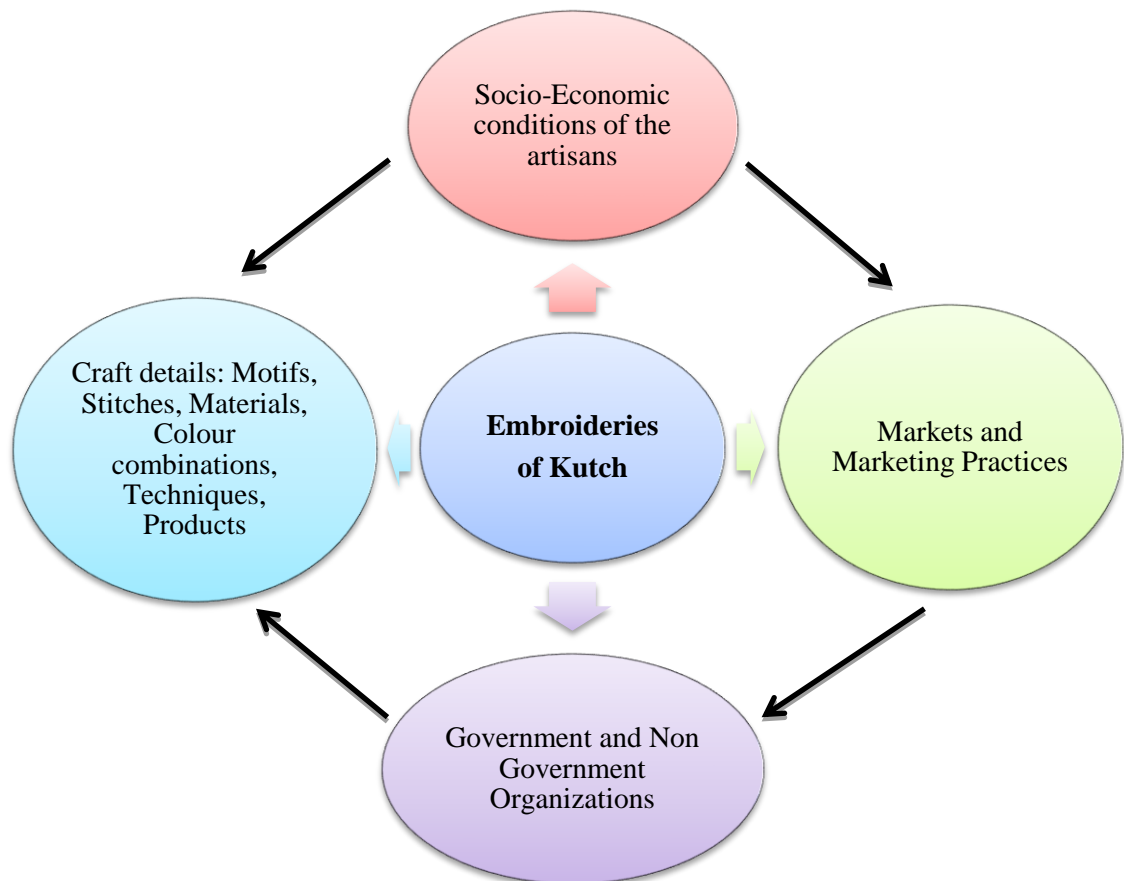 Socio-Economic
conditions of the
artisans
Craft details: Motifs,
Stitches, Materials,
Colour
combinations,
Techniques,
Products
Embroideries
of Kutch
Markets and
Marketing Practices
Government and Non
Government
Organizations